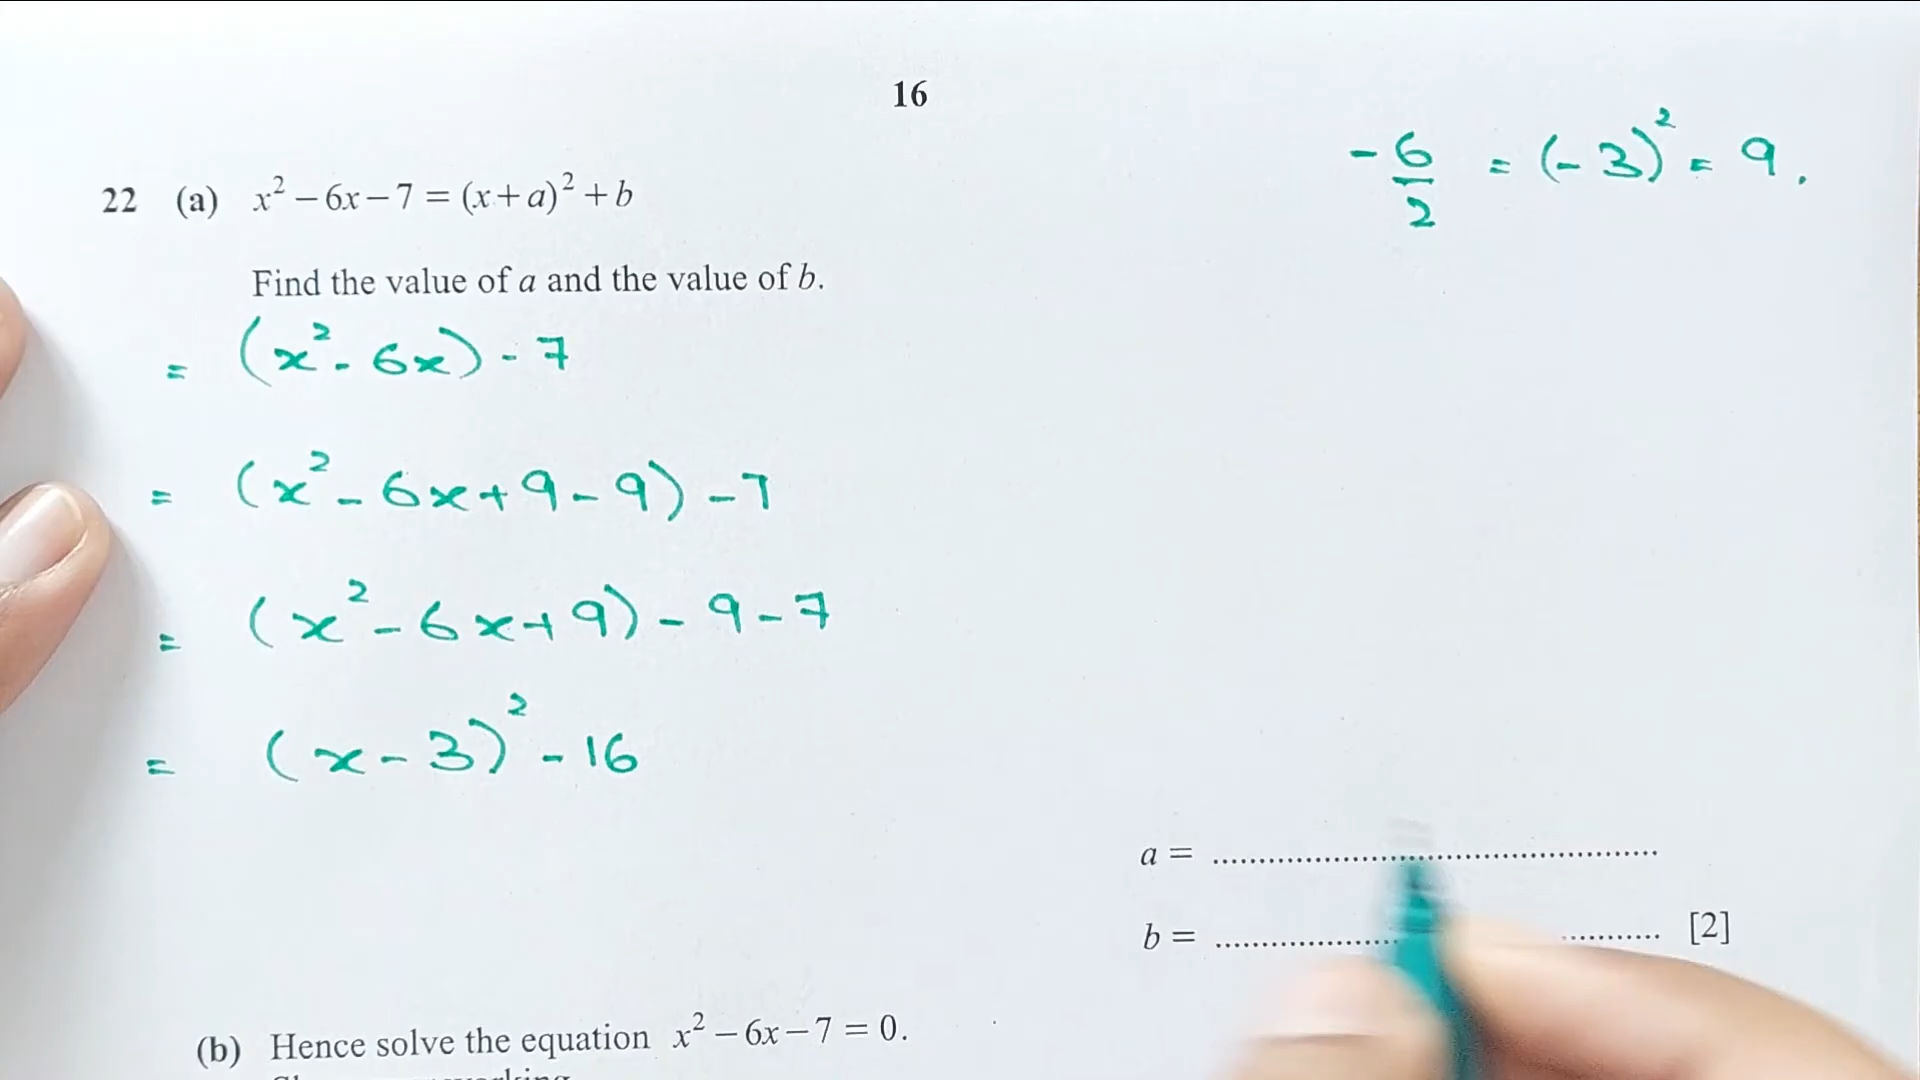 16
-6/2 = (-3)² = 9.
22 (a) x² – 6x – 7 = (x + a)² + b
Find the value of a and the value of b.
= (x² - 6x) - 7
= (x² - 6x + 9 - 9) - 7
= (x² - 6x + 9) - 9 - 7
= (x - 3)² - 16
a = ................................................
b = .................... ........... [2]
(b) Hence solve the equation x² – 6x – 7 = 0.